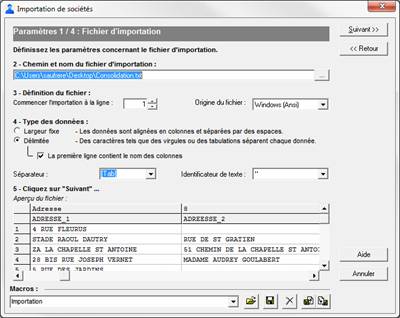 Importation de sociétés
Paramètres 1 / 4 : Fichier d'importation
Suivant >>
<< Retour
Définissez les paramètres concernant le fichier d'importation.
2 - Chemin et nom du fichier d'importation :
C:\Users\saufrere\Desktop\Consolidation.txt
...
3 - Définition du fichier :
Commencer l'importation à la ligne : 1
Origine du fichier : Windows (Ansi)
4 - Type des données :
Largeur fixe - Les données sont alignées en colonnes et séparées par des espaces.
Délimitée - Des caractères tels que des virgules ou des tabulations séparent chaque donnée.
La première ligne contient le nom des colonnes
Séparateur : {Tab}
Identificateur de texte : "
5 - Cliquez sur "Suivant" ...
Aperçu du fichier :
Adresse 8
ADRESSE_1 ADREESSE_2
1 4 RUE FLEURUS
2 STADE RAOUL DAUTRY RUE DE ST GRATIEN
3 ZA LA CHAPELLE ST ANTOINE 51 CHEMIN DE LA CHAPELLE ST ANTOINE
4 28 BIS RUE JOSEPH VERNET MADAME AUDREY GOULABERT
5 5 RUE DES JARDINS
Aide
Annuler
Macros :
Importation